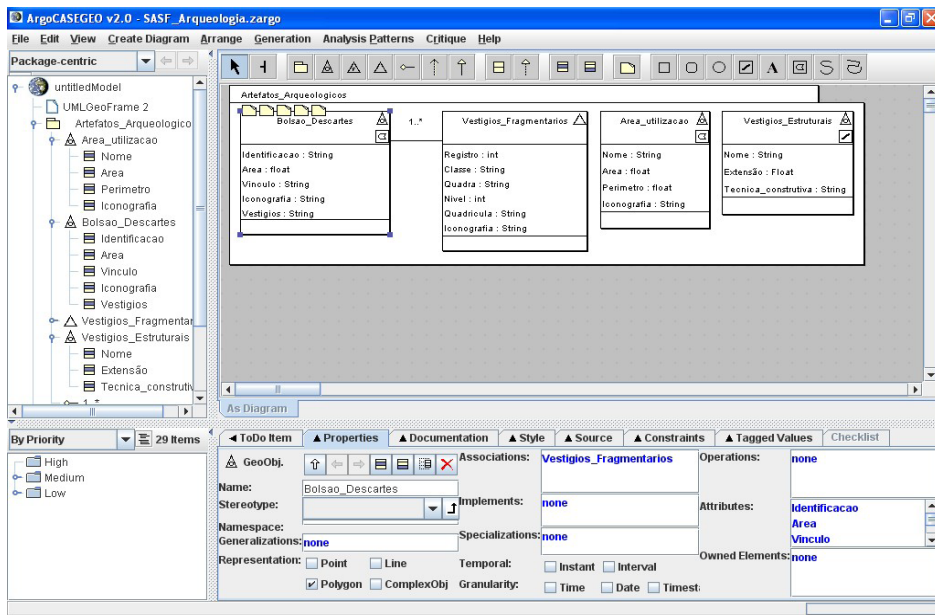 ArgoCASEGEO v2.0 - SASF_Arqueologia.zargo
File Edit View Create Diagram Arrange Generation Analysis Patterns Critique Help
Package-centric
untitledModel
UMLGeoFrame 2
Artefatos_Arqueologico
Area_utilizacao
Nome
Area
Perimetro
Iconografia
Bolsao_Descartes
Identificacao
Area
Vinculo
Iconografia
Vestigios
Vestigios_Fragmentar
Vestigios_Estruturais
Nome
Extensão
Tecnica_construtiv
1..*
Artefatos_Arqueologicos
Bolsao_Descartes
Identificacao : String
Area : float
Vinculo : String
Iconografia : String
Vestigios : String
1..*
Vestigios_Fragmentarios
Registro : int
Classe : String
Quadra : String
Nivel : int
Quadricula : String
Iconografia : String
Area_utilizacao
Nome : String
Area : float
Perimetro : float
Iconografia : String
Vestigios_Estruturais
Nome : String
Extensão : Float
Tecnica_construtiva : String
As Diagram
By Priority
29 Items
High
Medium
Low
ToDo Item Properties Documentation Style Source Constraints Tagged Values Checklist
GeoObj.
Name: Bolsao_Descartes
Stereotype:
Namespace:
Generalizations: none
Representation: Point Line
Polygon ComplexObj
Associations: Vestigios_Fragmentarios
Implements: none
Specializations: none
Temporal: Instant Interval
Granularity: Time Date Timest
Operations: none
Attributes: Identificacao
Area
Vinculo
Owned Elements: none